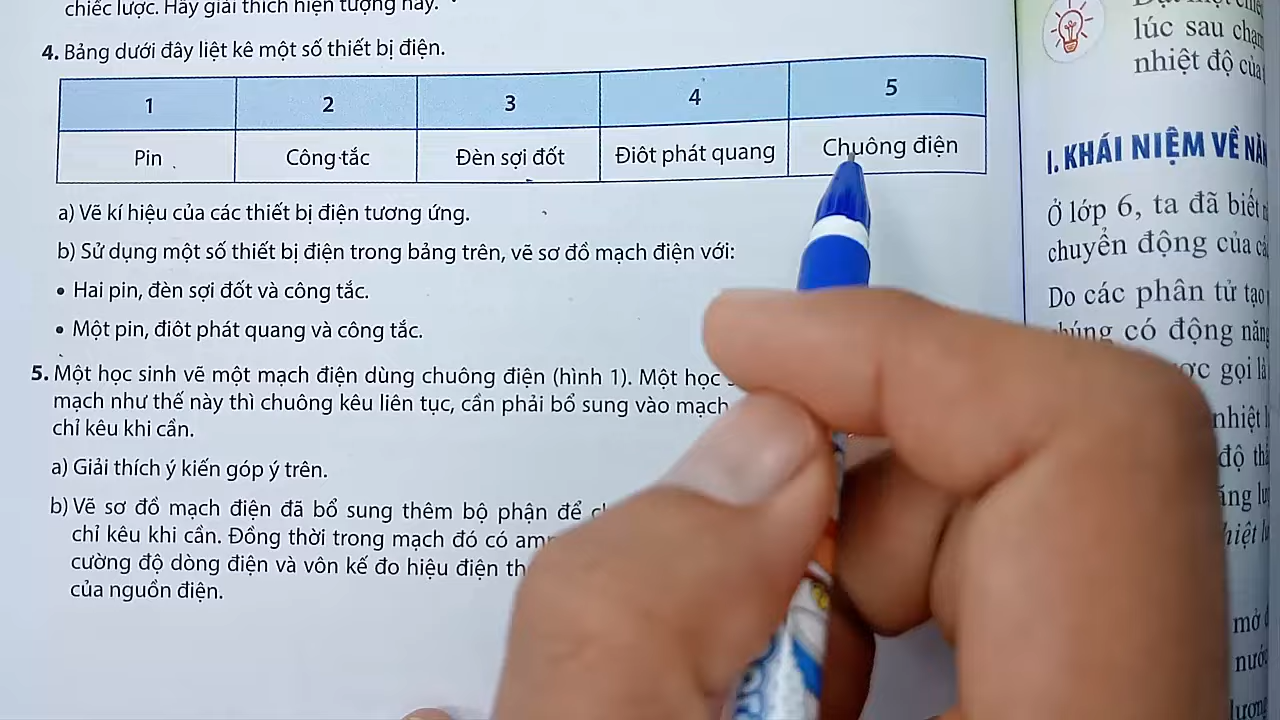 chiếc lược. Hãy giải thích hiện tượng này.
4. Bảng dưới đây liệt kê một số thiết bị điện.
1 2 3 4 5
Pin Công tắc Đèn sợi đốt Điôt phát quang Chuông điện
a) Vẽ kí hiệu của các thiết bị điện tương ứng.
b) Sử dụng một số thiết bị điện trong bảng trên, vẽ sơ đồ mạch điện với:
• Hai pin, đèn sợi đốt và công tắc.
• Một pin, điôt phát quang và công tắc.
5. Một học sinh vẽ một mạch điện dùng chuông điện (hình 1). Một học
mạch như thế này thì chuông kêu liên tục, cần phải bổ sung vào mạch
chỉ kêu khi cần.
a) Giải thích ý kiến góp ý trên.
b) Vẽ sơ đồ mạch điện đã bổ sung thêm bộ phận để
chỉ kêu khi cần. Đồng thời trong mạch đó có
cường độ dòng điện và vôn kế đo hiệu điện
của nguồn điện.
lúc sau
nhiệt độ của
I. KHÁI NIỆM VỀ
Ở lớp 6, ta đã biết
chuyển động của
Do các phân tử tạo
có động năng
gọi là
nhiệt
độ
mở